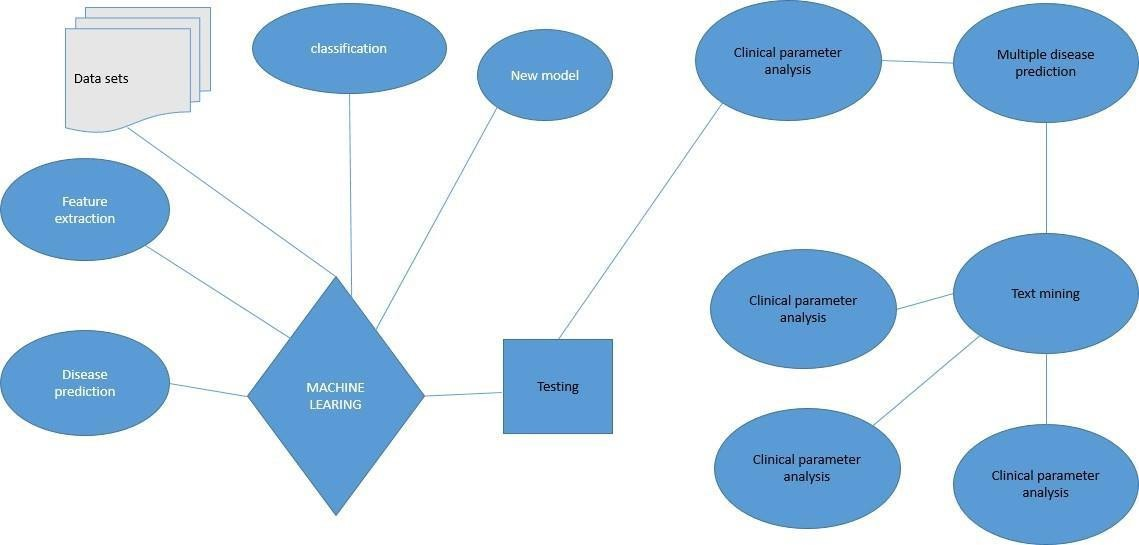 Data sets
classification
New model
Clinical parameter
analysis
Multiple disease
prediction
Feature
extraction
Clinical parameter
analysis
Text mining
Disease
prediction
MACHINE
LEARING
Testing
Clinical parameter
analysis
Clinical parameter
analysis